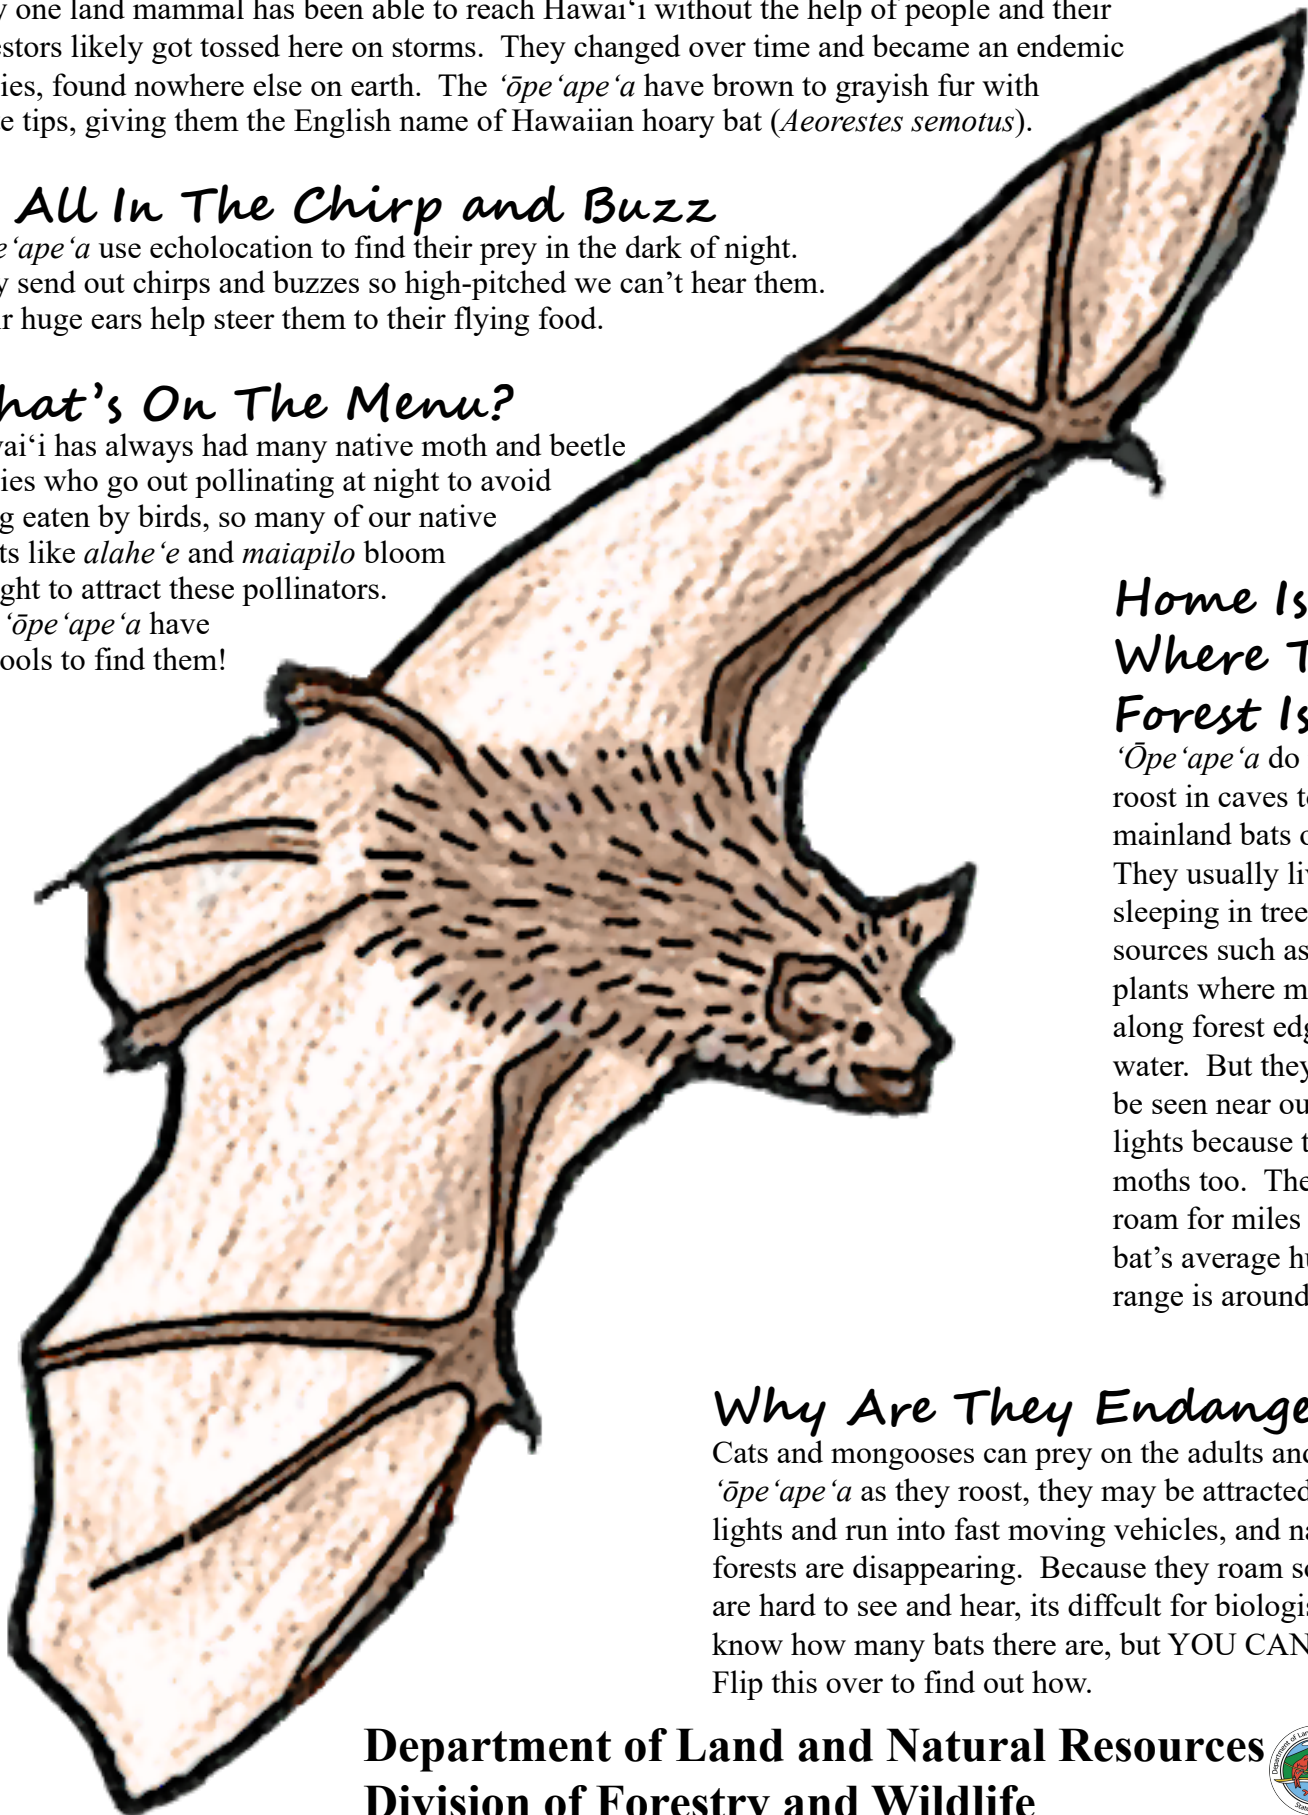 one land mammal has been able to reach Hawaiʻi without the help of people and their
likely got tossed here on storms. They changed over time and became an endemic
found nowhere else on earth. The ʻōpeʻapeʻa have brown to grayish fur with
tips, giving them the English name of Hawaiian hoary bat (Aeorestes semotus).
All In The Chirp and Buzz
eʻapeʻa use echolocation to find their prey in the dark of night.
send out chirps and buzzes so high-pitched we can’t hear them.
huge ears help steer them to their flying food.
hat’s On The Menu?
vaiʻi has always had many native moth and beetle
ies who go out pollinating at night to avoid
g eaten by birds, so many of our native
ts like alaheʻe and maiapilo bloom
ght to attract these pollinators.
ʻōpeʻapeʻa have
ools to find them!
Home Is
Where T
Forest Is
ʻŌpeʻapeʻa do
roost in caves t
mainland bats
They usually li
sleeping in tree
sources such as
plants where m
along forest ed
water. But they
be seen near ou
lights because t
moths too. The
roam for miles
bat’s average h
range is around
Why Are They Endange
Cats and mongooses can prey on the adults and
ʻōpeʻapeʻa as they roost, they may be attracted
lights and run into fast moving vehicles, and na
forests are disappearing. Because they roam so
are hard to see and hear, its diffcult for biologis
know how many bats there are, but YOU CAN
Flip this over to find out how.
Department of Land and Natural Resources
Division of Forestry and Wildlife